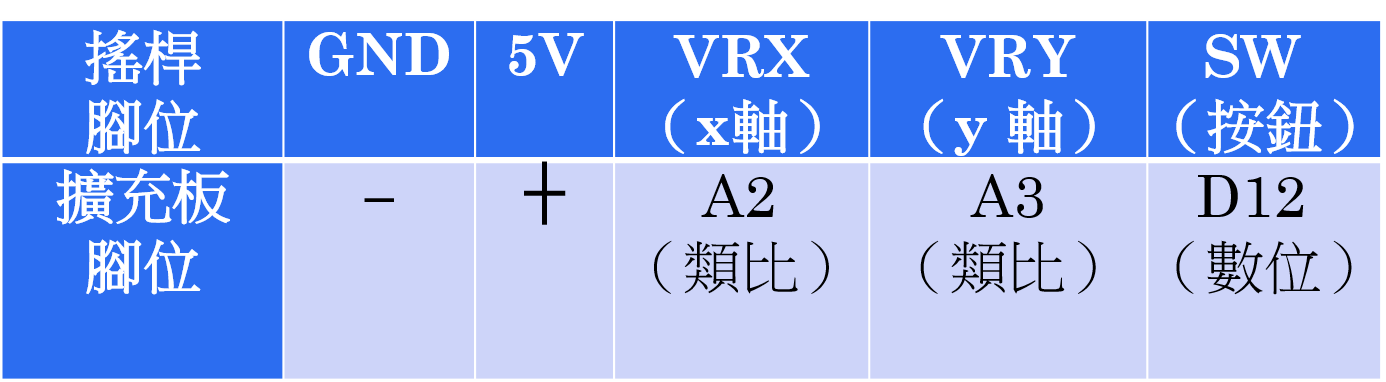 搖桿
腳位
GND
5V
VRX
（x軸）
VRY
（y 軸）
SW
（按鈕）
擴充板
腳位
－
＋
A2
（類比）
A3
（類比）
D12
（數位）